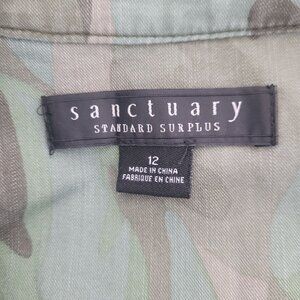 sanctuary
STANDARD SURPLUS
12
MADE IN CHINA
FABRIQUE EN CHINE